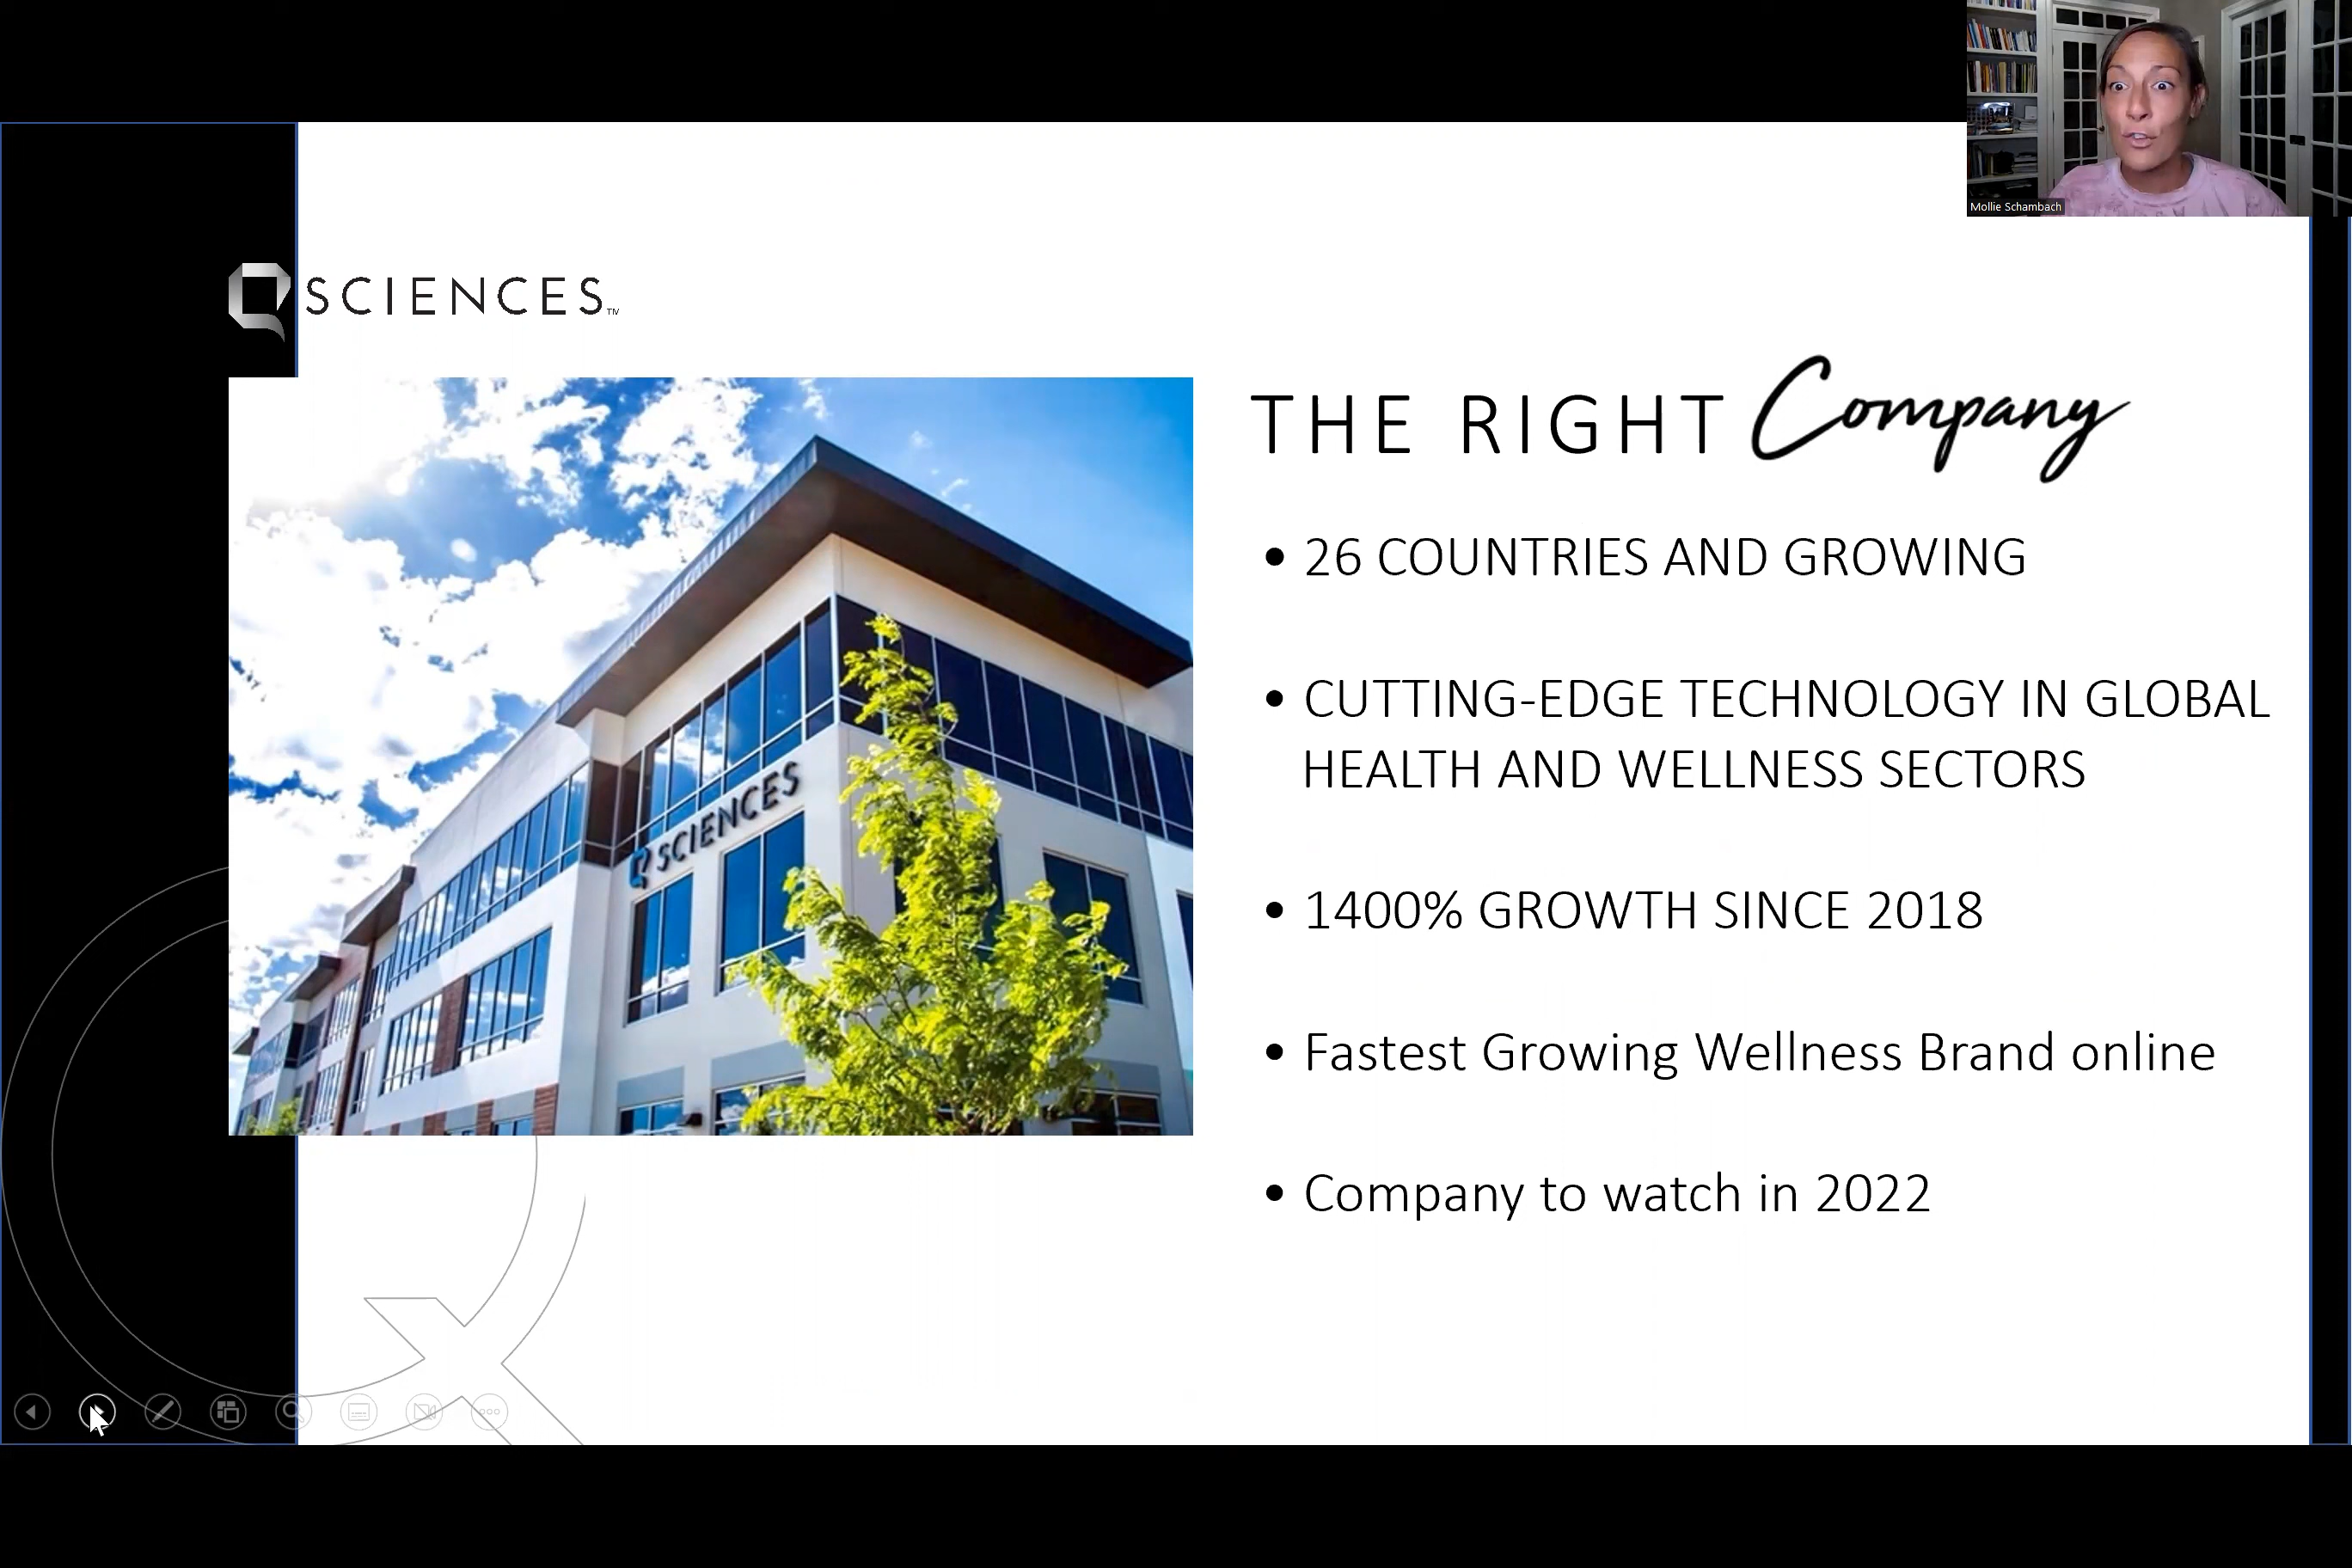 Mollie Schambach
Q SCIENCES™
THE RIGHT Company
Q SCIENCES
• 26 COUNTRIES AND GROWING
• CUTTING-EDGE TECHNOLOGY IN GLOBAL
HEALTH AND WELLNESS SECTORS
• 1400% GROWTH SINCE 2018
• Fastest Growing Wellness Brand online
• Company to watch in 2022